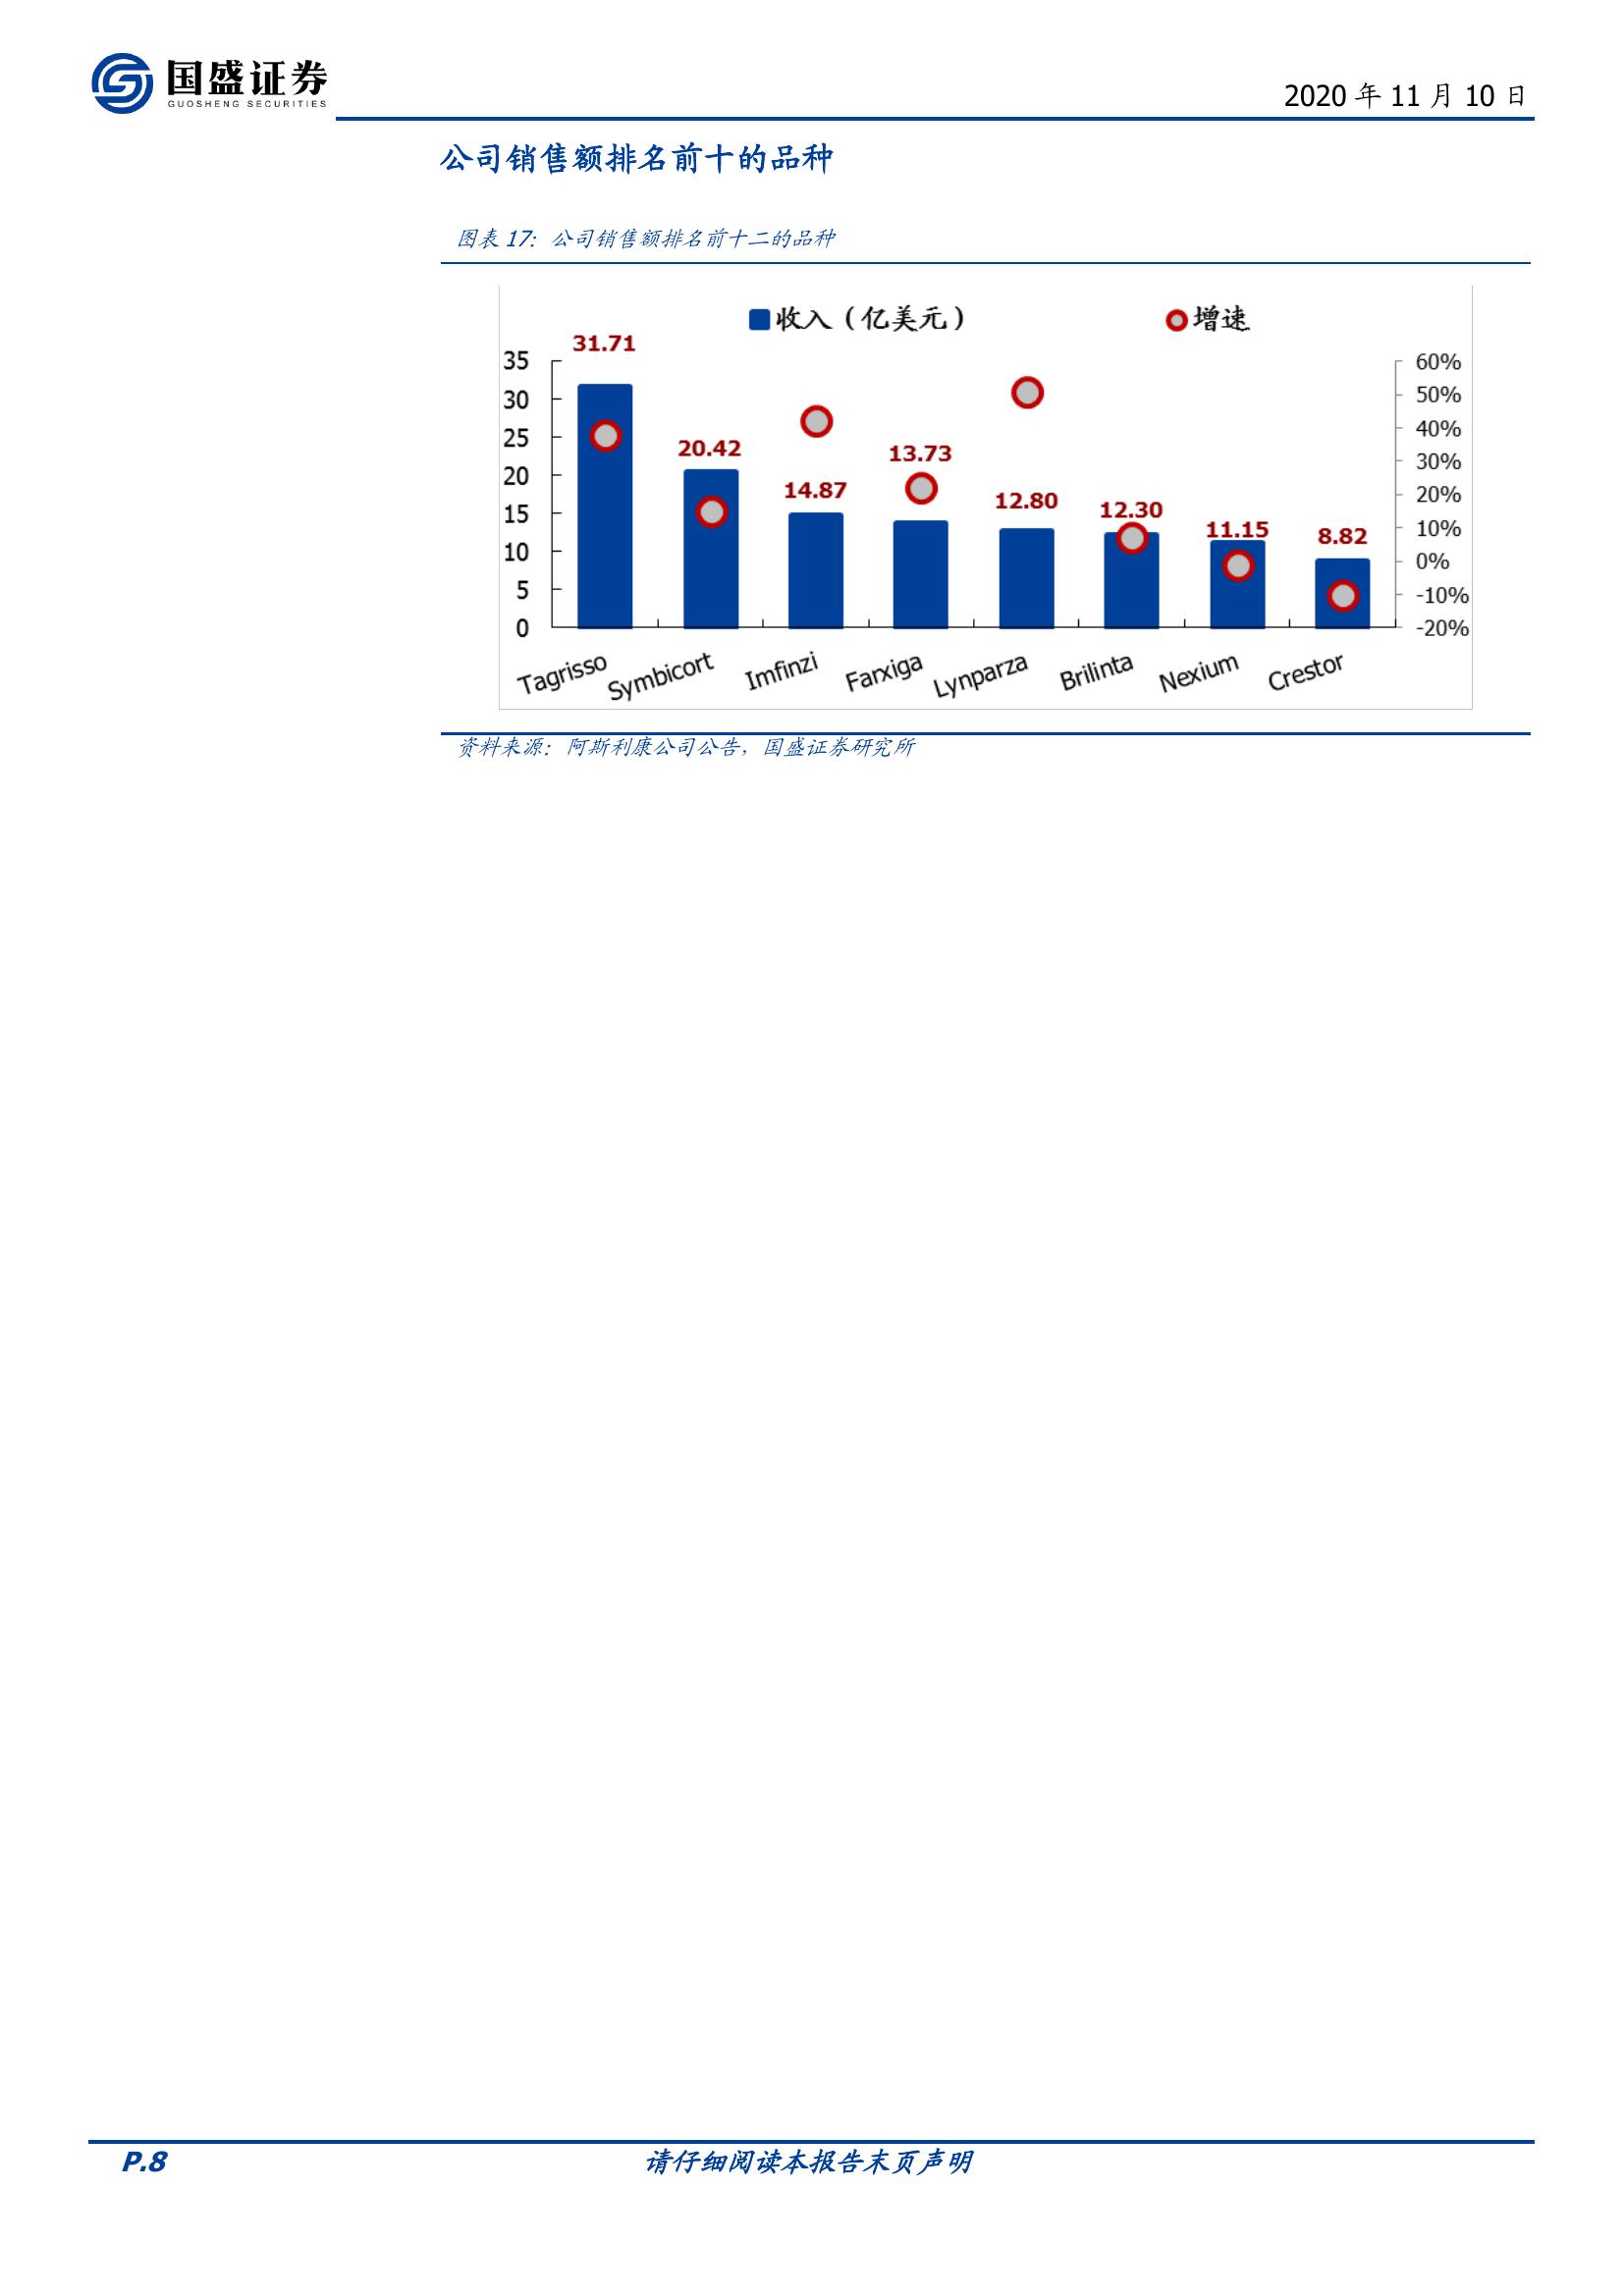 国盛证券
GUOSHENG SECURITIES
2020 年 11 月 10 日
公司销售额排名前十的品种
图表 17: 公司销售额排名前十二的品种
收入（亿美元） 增速
35
30
25
20
15
10
5
0
31.71
20.42
14.87
13.73
12.80
12.30
11.15
8.82
60%
50%
40%
30%
20%
10%
0%
-10%
-20%
Tagrisso
Symbicort
Imfinzi
Farxiga
Lynparza
Brilinta
Nexium
Crestor
资料来源：阿斯利康公司公告，国盛证券研究所
P.8
请仔细阅读本报告末页声明